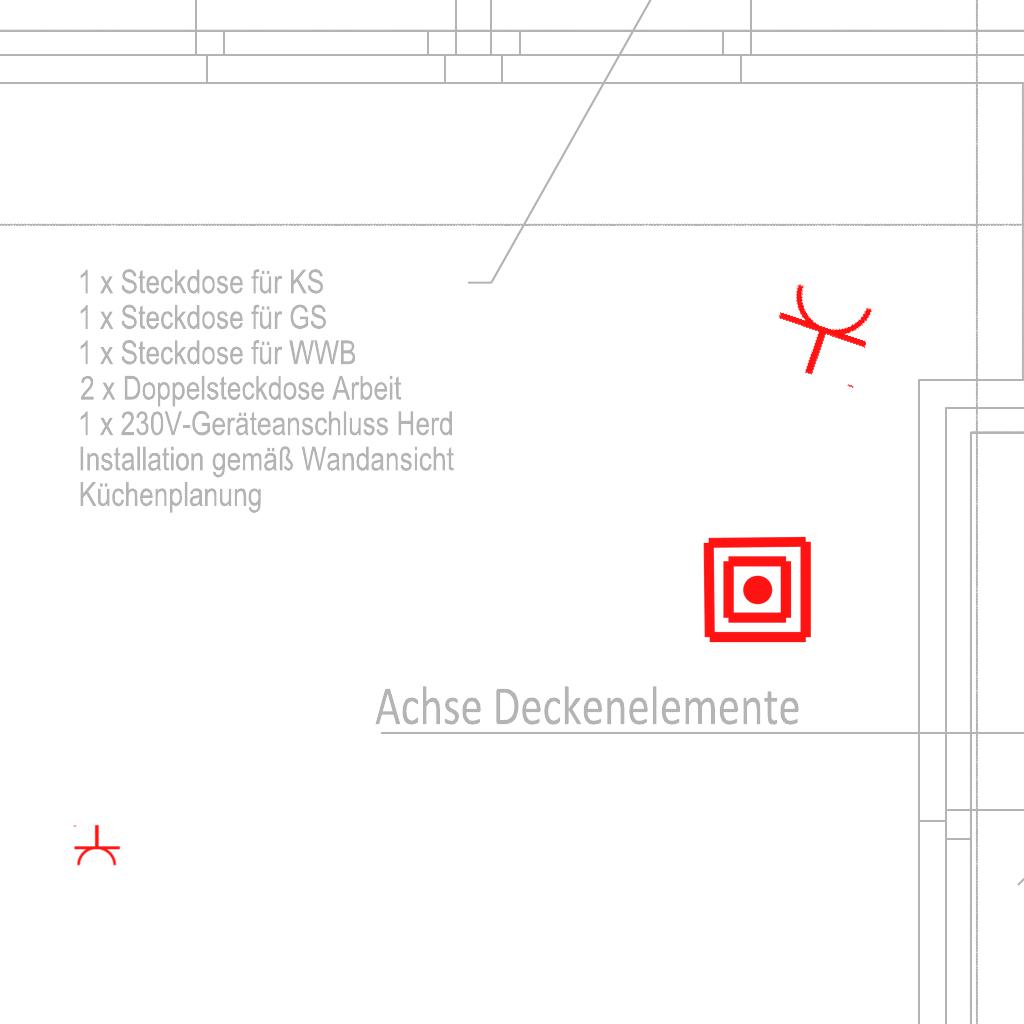 1 x Steckdose für KS
1 x Steckdose für GS
1 x Steckdose für WWB
2 x Doppelsteckdose Arbeit
1 x 230V-Geräteanschluss Herd
Installation gemäß Wandansicht
Küchenplanung
Achse Deckenelemente